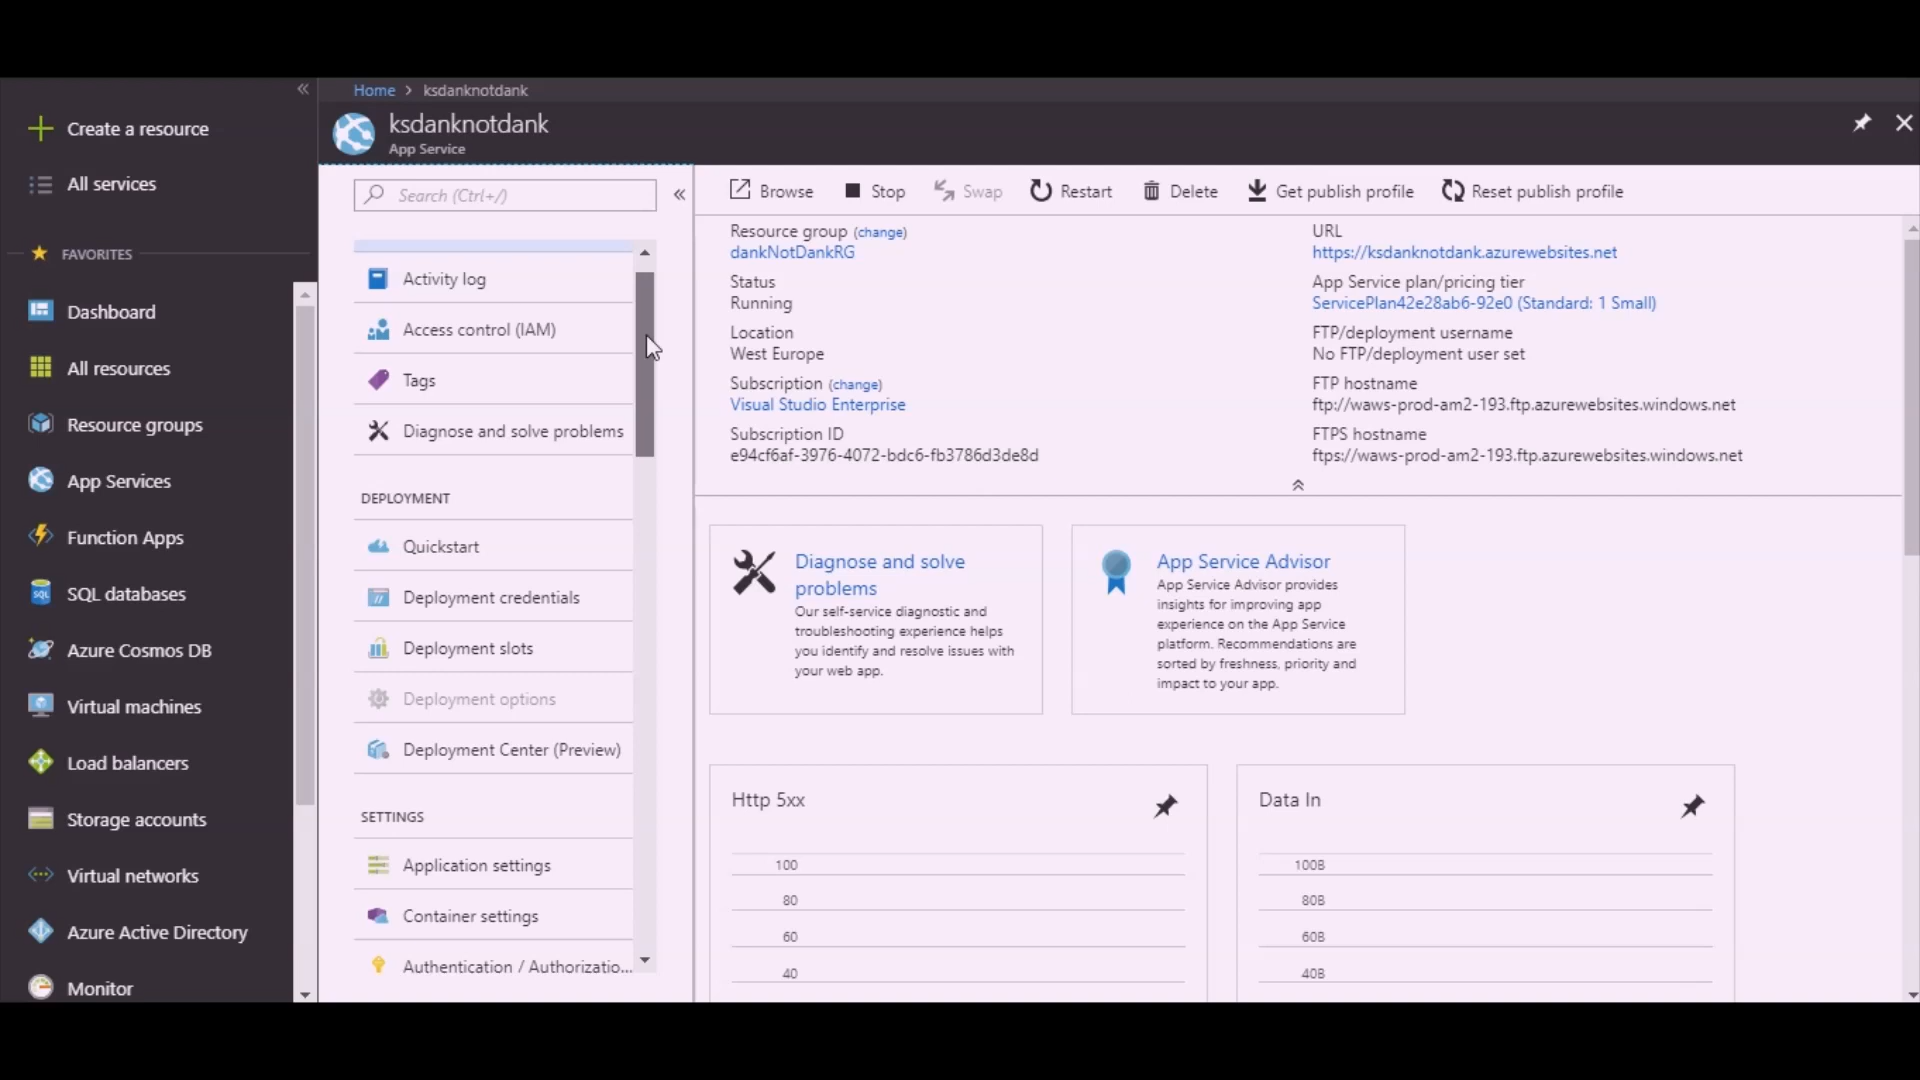 Create a resource
All services
FAVORITES
Dashboard
All resources
Resource groups
App Services
Function Apps
SQL databases
Azure Cosmos DB
Virtual machines
Load balancers
Storage accounts
Virtual networks
Azure Active Directory
Monitor
Home > ksdanknotdank
ksdanknotdank
App Service
Search (Ctrl+/)
Activity log
Access control (IAM)
Tags
Diagnose and solve problems
DEPLOYMENT
Quickstart
Deployment credentials
Deployment slots
Deployment options
Deployment Center (Preview)
SETTINGS
Application settings
Container settings
Authentication / Authorizatio...
Browse Stop Swap Restart Delete Get publish profile Reset publish profile
Resource group (change)
dankNotDankRG
Status
Running
Location
West Europe
Subscription (change)
Visual Studio Enterprise
Subscription ID
e94cf6af-3976-4072-bdc6-fb3786d3de8d
URL
https://ksdanknotdank.azurewebsites.net
App Service plan/pricing tier
ServicePlan42e28ab6-92e0 (Standard: 1 Small)
FTP/deployment username
No FTP/deployment user set
FTP hostname
ftp://waws-prod-am2-193.ftp.azurewebsites.windows.net
FTPS hostname
ftps://waws-prod-am2-193.ftp.azurewebsites.windows.net
Diagnose and solve
problems
Our self-service diagnostic and
troubleshooting experience helps
you identify and resolve issues with
your web app.
App Service Advisor
App Service Advisor provides
insights for improving app
experience on the App Service
platform. Recommendations are
sorted by freshness, priority and
impact to your app.
Http 5xx
100
80
60
40
Data In
100B
80B
60B
40B